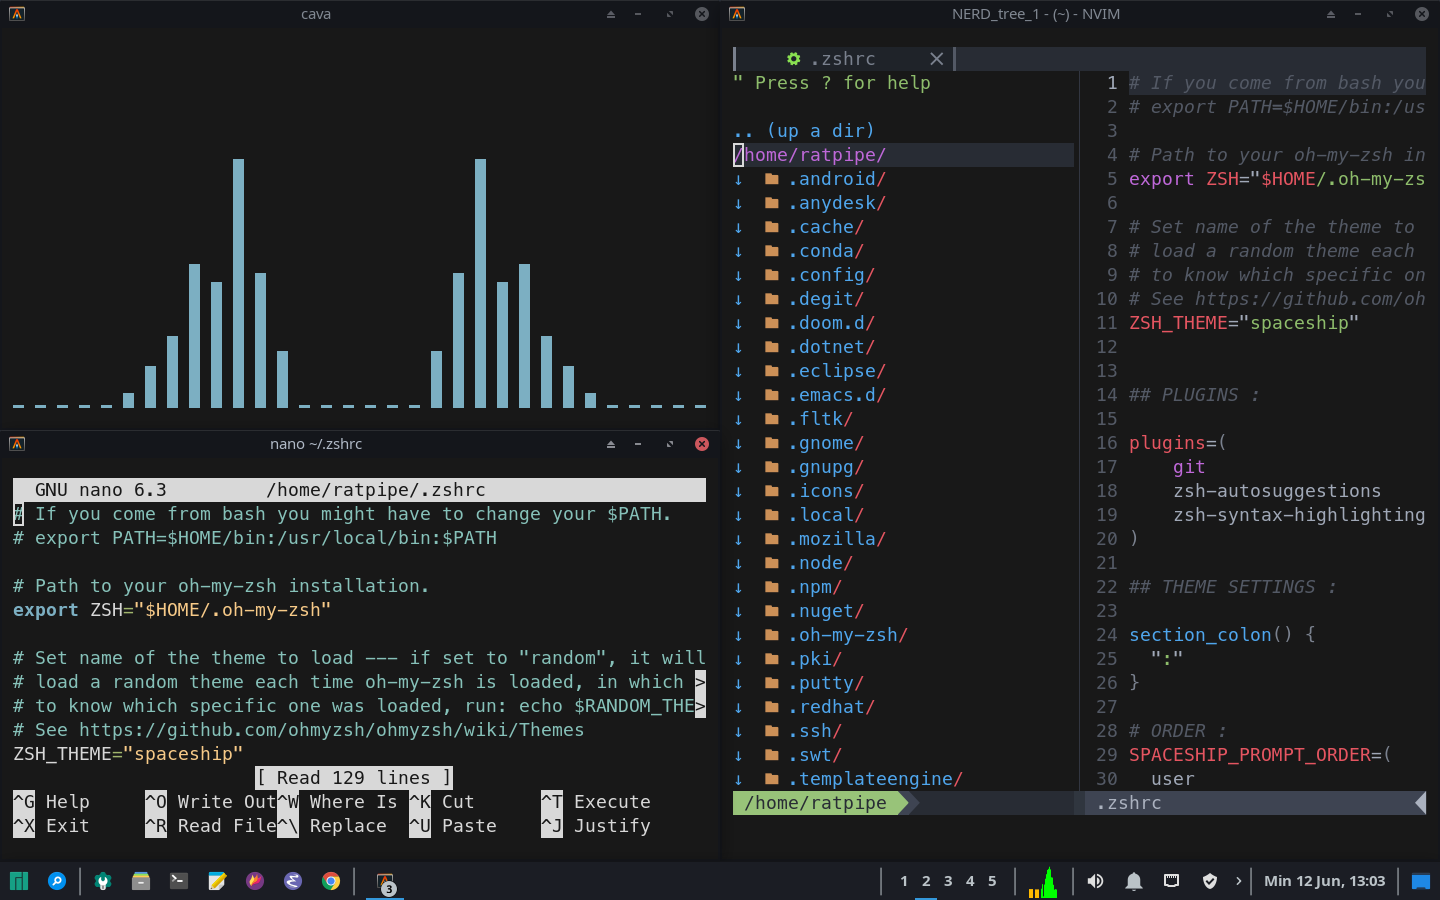 cava
nano ~/.zshrc
GNU nano 6.3 /home/ratpipe/.zshrc
# If you come from bash you might have to change your $PATH.
# export PATH=$HOME/bin:/usr/local/bin:$PATH
# Path to your oh-my-zsh installation.
export ZSH="$HOME/.oh-my-zsh"
# Set name of the theme to load --- if set to "random", it will
# load a random theme each time oh-my-zsh is loaded, in which >
# to know which specific one was loaded, run: echo $RANDOM_THE>
# See https://github.com/ohmyzsh/ohmyzsh/wiki/Themes
ZSH_THEME="spaceship"
[ Read 129 lines ]
^G Help ^O Write Out ^W Where Is ^K Cut ^T Execute
^X Exit ^R Read File ^\ Replace ^U Paste ^J Justify
NERD_tree_1 - (~) - NVIM
.zshrc
" Press ? for help
.. (up a dir)
/home/ratpipe/
↓ .android/
↓ .anydesk/
↓ .cache/
↓ .conda/
↓ .config/
↓ .degit/
↓ .doom.d/
↓ .dotnet/
↓ .eclipse/
↓ .emacs.d/
↓ .fltk/
↓ .gnome/
↓ .gnupg/
↓ .icons/
↓ .local/
↓ .mozilla/
↓ .node/
↓ .npm/
↓ .nuget/
↓ .oh-my-zsh/
↓ .pki/
↓ .putty/
↓ .redhat/
↓ .ssh/
↓ .swt/
↓ .templateengine/
/home/ratpipe
1 # If you come from bash you
2 # export PATH=$HOME/bin:/us
3
4 # Path to your oh-my-zsh in
5 export ZSH="$HOME/.oh-my-zs
6
7 # Set name of the theme to
8 # load a random theme each
9 # to know which specific on
10 # See https://github.com/oh
11 ZSH_THEME="spaceship"
12
13
14 ## PLUGINS :
15
16 plugins=(
17 git
18 zsh-autosuggestions
19 zsh-syntax-highlighting
20 )
21
22 ## THEME SETTINGS :
23
24 section_colon() {
25 ":"
26 }
27
28 # ORDER :
29 SPACESHIP_PROMPT_ORDER=(
30 user
.zshrc
3
1 2 3 4 5
Min 12 Jun, 13:03